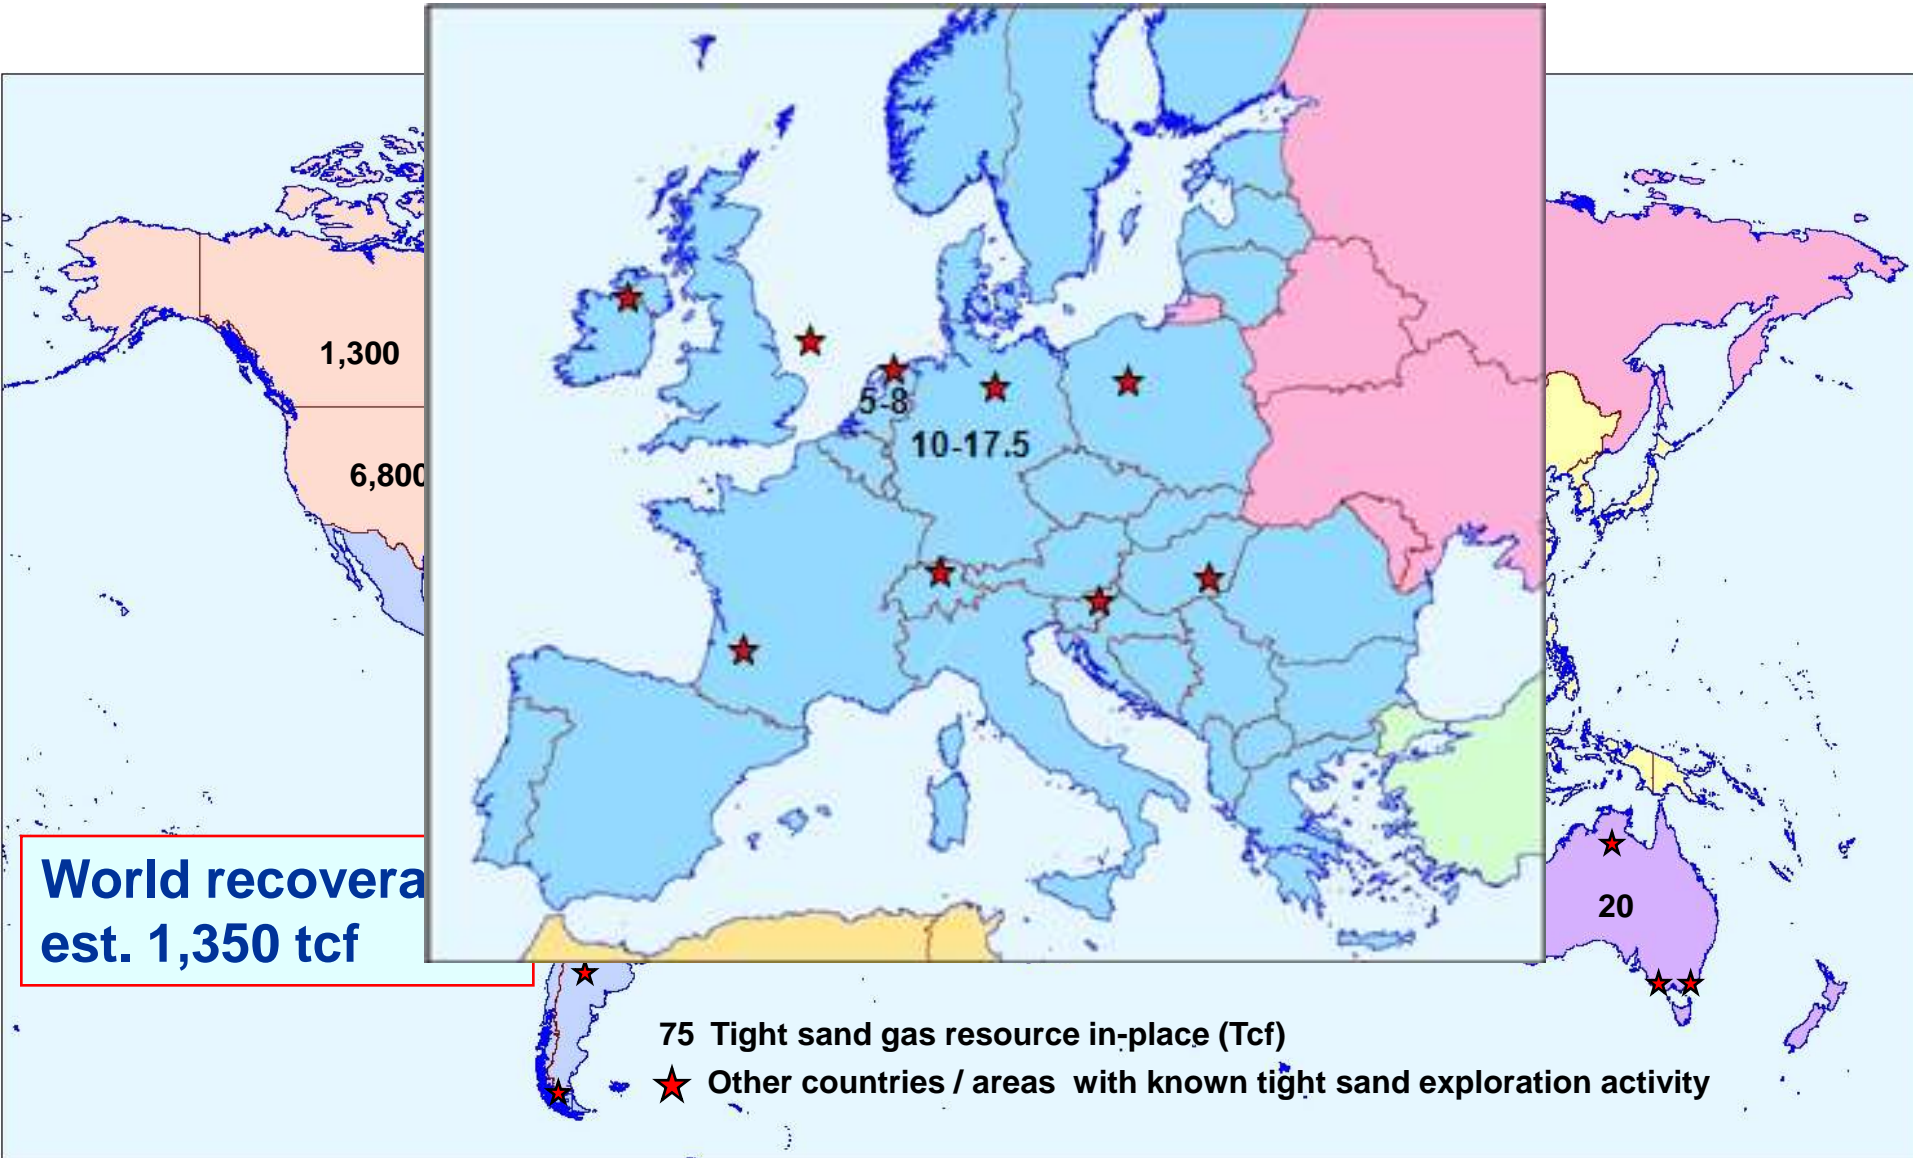 1,300
6,800
5-8
10-17.5
World recovera
est. 1,350 tcf
20
75 Tight sand gas resource in-place (Tcf)
Other countries / areas with known tight sand exploration activity